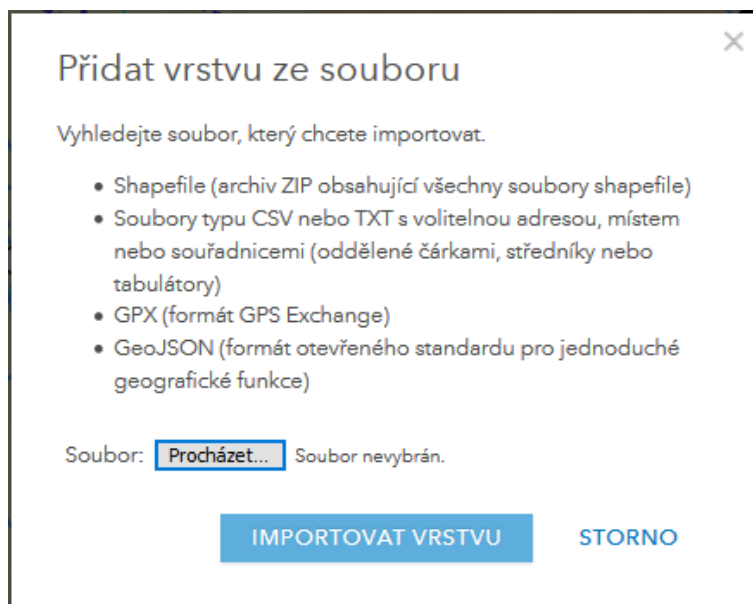 Přidat vrstvu ze souboru
Vyhledejte soubor, který chcete importovat.
• Shapefile (archiv ZIP obsahující všechny soubory shapefile)
• Soubory typu CSV nebo TXT s volitelnou adresou, místem
nebo souřadnicemi (oddělené čárkami, středníky nebo
tabulátory)
• GPX (formát GPS Exchange)
• GeoJSON (formát otevřeného standardu pro jednoduché
geografické funkce)
Soubor: Procházet... Soubor nevybrán.
IMPORTOVAT VRSTVU STORNO